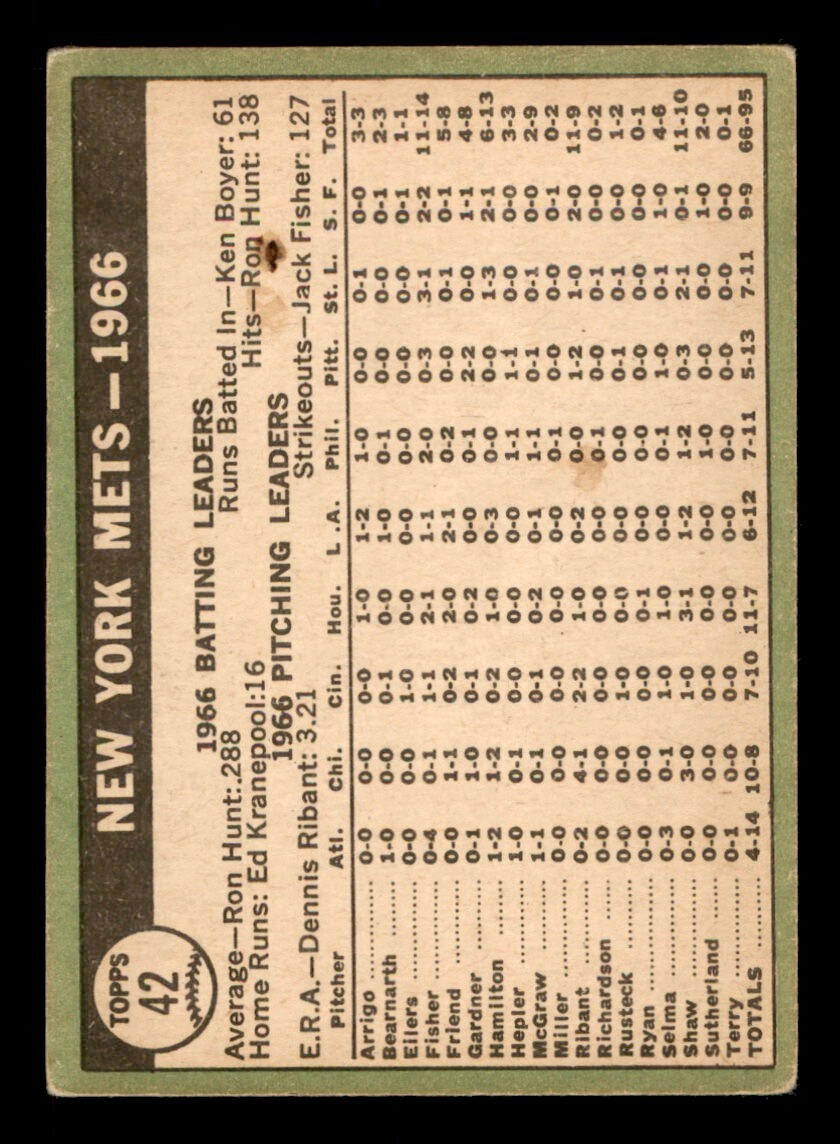 TOPPS
42
NEW YORK METS—1966
1966 BATTING LEADERS
Average—Ron Hunt:.288 Runs Batted In—Ken Boyer: 61
Home Runs: Ed Kranepool:16 Hits—Ron Hunt: 138
1966 PITCHING LEADERS
E.R.A.—Dennis Ribant: 3.21 Strikeouts—Jack Fisher: 127
Pitcher Atl. Chi. Cin. Hou. L.A. Phil. Pitt. St. L. S. F. Total
Arrigo 0-0 0-0 0-0 1-0 1-2 1-0 0-0 0-1 0-0 3-3
Bearnarth 1-0 0-0 0-1 0-0 1-0 0-1 0-0 0-0 0-1 2-3
Eilers 0-0 0-0 1-0 0-0 0-0 0-0 0-0 0-0 0-1 1-1
Fisher 0-4 0-1 1-1 2-1 1-1 2-0 0-3 3-1 2-2 11-14
Friend 0-0 1-1 0-2 2-0 2-1 0-2 0-0 0-1 0-1 5-8
Gardner 0-1 1-0 0-1 0-2 0-0 0-1 2-2 0-0 1-1 4-8
Hamilton 1-2 1-2 0-2 1-0 0-3 0-0 0-0 1-3 2-1 6-13
Hepler 1-0 0-1 0-0 0-0 0-0 1-1 1-1 0-0 0-0 3-3
McGraw 1-1 0-1 0-1 0-2 0-1 1-1 0-1 0-1 0-0 2-9
Miller 0-0 0-0 0-0 0-0 0-0 0-1 0-0 0-0 0-1 0-2
Ribant 0-2 4-1 2-2 1-0 0-2 0-0 1-2 1-0 2-0 11-9
Richardson 0-0 0-0 0-0 0-0 0-0 0-1 0-0 0-1 0-0 0-2
Rusteck 0-0 0-0 1-0 0-0 0-0 0-0 0-1 0-1 0-0 1-2
Ryan 0-0 0-0 0-0 0-1 0-0 0-0 0-0 0-0 0-0 0-1
Selma 0-3 0-1 1-0 1-0 0-0 0-1 1-0 0-1 1-0 4-6
Shaw 0-0 3-0 1-0 3-1 1-2 1-2 0-3 2-1 0-1 11-10
Sutherland 0-0 0-0 0-0 0-0 0-0 1-0 0-0 0-0 1-0 2-0
Terry 0-1 0-0 0-0 0-0 0-0 0-0 0-0 0-0 0-0 0-1
TOTALS 4-14 10-8 7-10 11-7 6-12 7-11 5-13 7-11 9-9 66-95